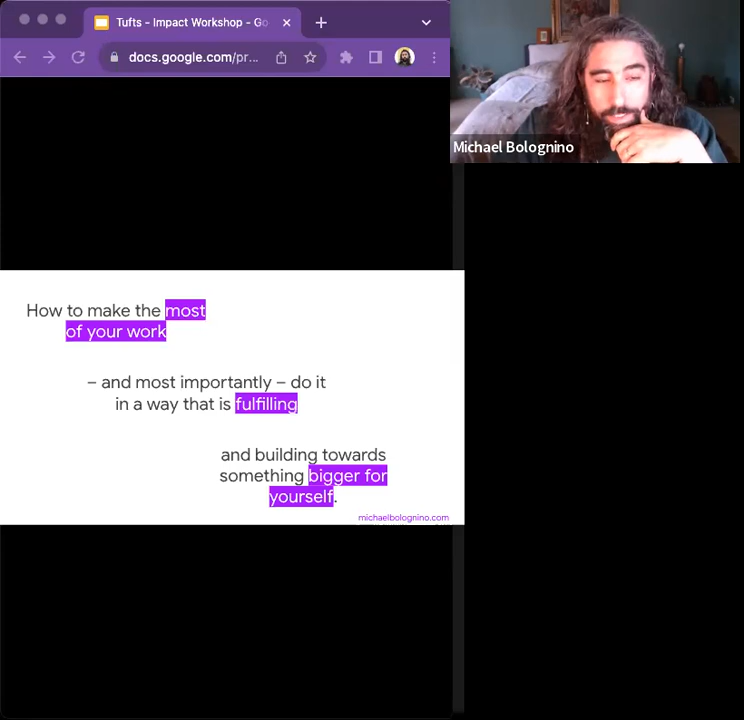 Tufts - Impact Workshop - Go
docs.google.com/pr...
Michael Bolognino
How to make the most
of your work
– and most importantly – do it
in a way that is fulfilling
and building towards
something bigger for
yourself.
michaelbolognino.com